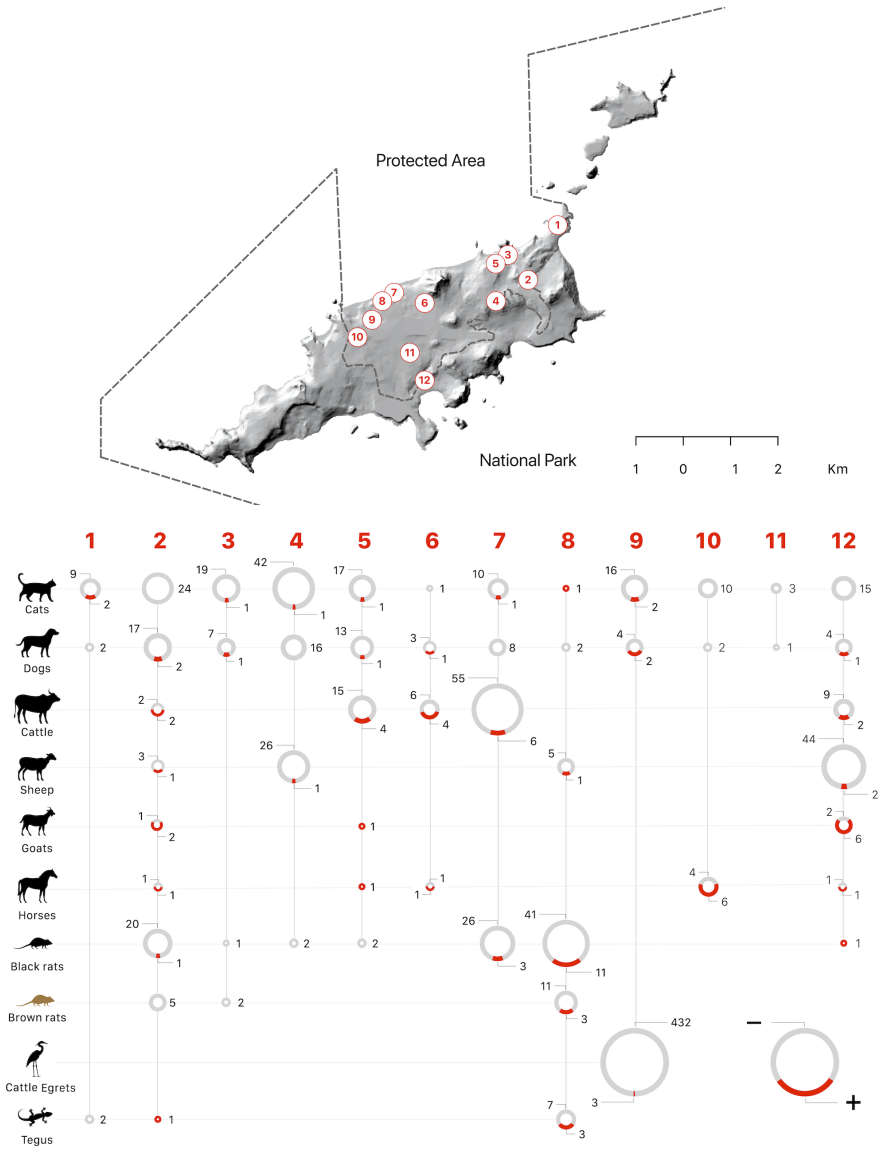 Protected Area
1
3
5
2
7
8
6
4
9
10
11
12
National Park
1 0 1 2 Km
1 2 3 4 5 6 7 8 9 10 11 12
9 19 42 17 10 16
24 1 1 10 3 15
2 1 1 1 1 2
Cats
17 7 13 3 4 4
2 16 8 2 2 1
2 1 1 1 2 1
Dogs
55
2 15 6 9
2 4 4 6 2
Cattle
44
3 26 5
1 1 1 2
Sheep
1 2
1
2 6
Goats
1 1 4 1
1
1 1 6 1
Horses
20 26 41
1 2 2 1
1 3 11
Black rats
11
5 2
3
Brown rats
432 −
3 +
Cattle Egrets
7
2 1
3
Tegus